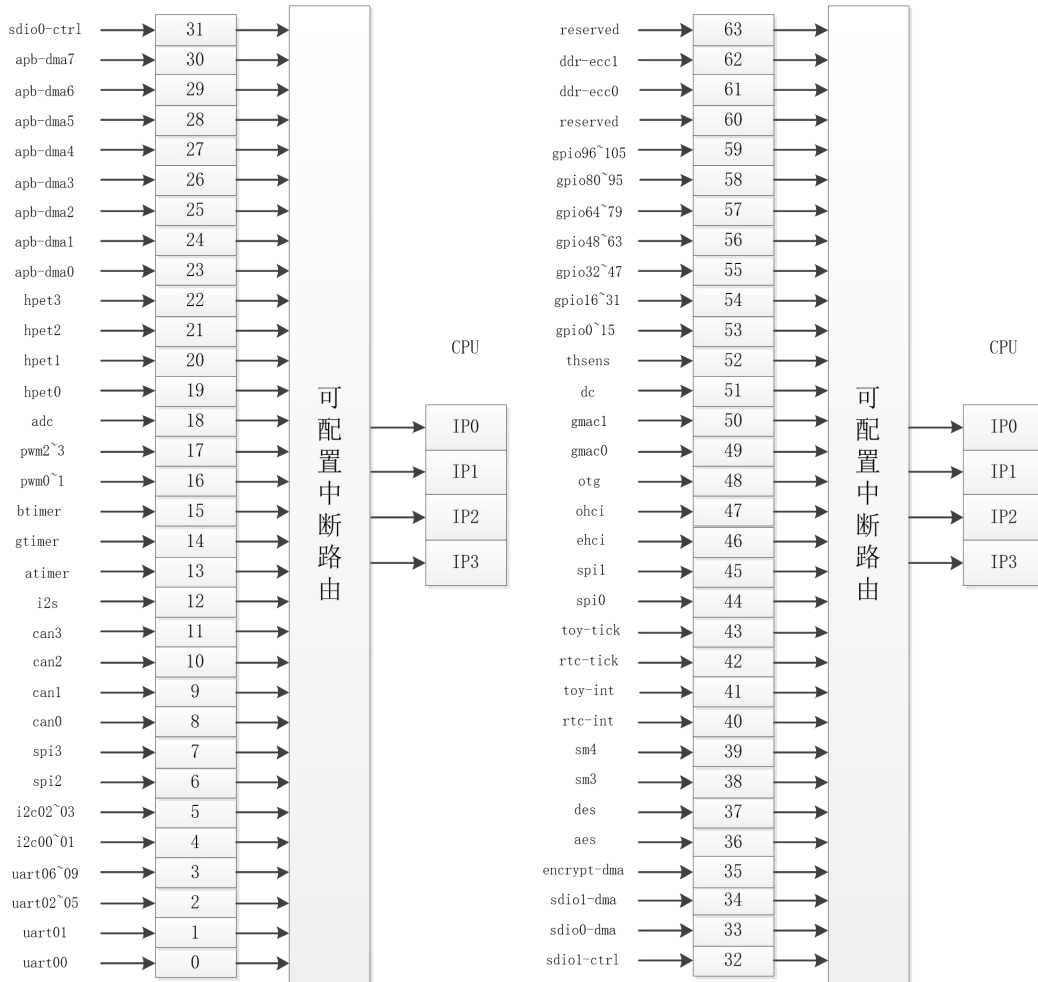 sdio0-ctrl 31
apb-dma7 30
apb-dma6 29
apb-dma5 28
apb-dma4 27
apb-dma3 26
apb-dma2 25
apb-dma1 24
apb-dma0 23
hpet3 22
hpet2 21
hpet1 20
hpet0 19
adc 18
pwm2~3 17
pwm0~1 16
btimer 15
gtimer 14
atimer 13
i2s 12
can3 11
can2 10
can1 9
can0 8
spi3 7
spi2 6
i2c02~03 5
i2c00~01 4
uart06~09 3
uart02~05 2
uart01 1
uart00 0
可配置中断路由
CPU
IP0
IP1
IP2
IP3
reserved 63
ddr-ecc1 62
ddr-ecc0 61
reserved 60
gpio96~105 59
gpio80~95 58
gpio64~79 57
gpio48~63 56
gpio32~47 55
gpio16~31 54
gpio0~15 53
thsens 52
dc 51
gmac1 50
gmac0 49
otg 48
ohci 47
ehci 46
spi1 45
spi0 44
toy-tick 43
rtc-tick 42
toy-int 41
rtc-int 40
sm4 39
sm3 38
des 37
aes 36
encrypt-dma 35
sdio1-dma 34
sdio0-dma 33
sdio1-ctrl 32
可配置中断路由
CPU
IP0
IP1
IP2
IP3